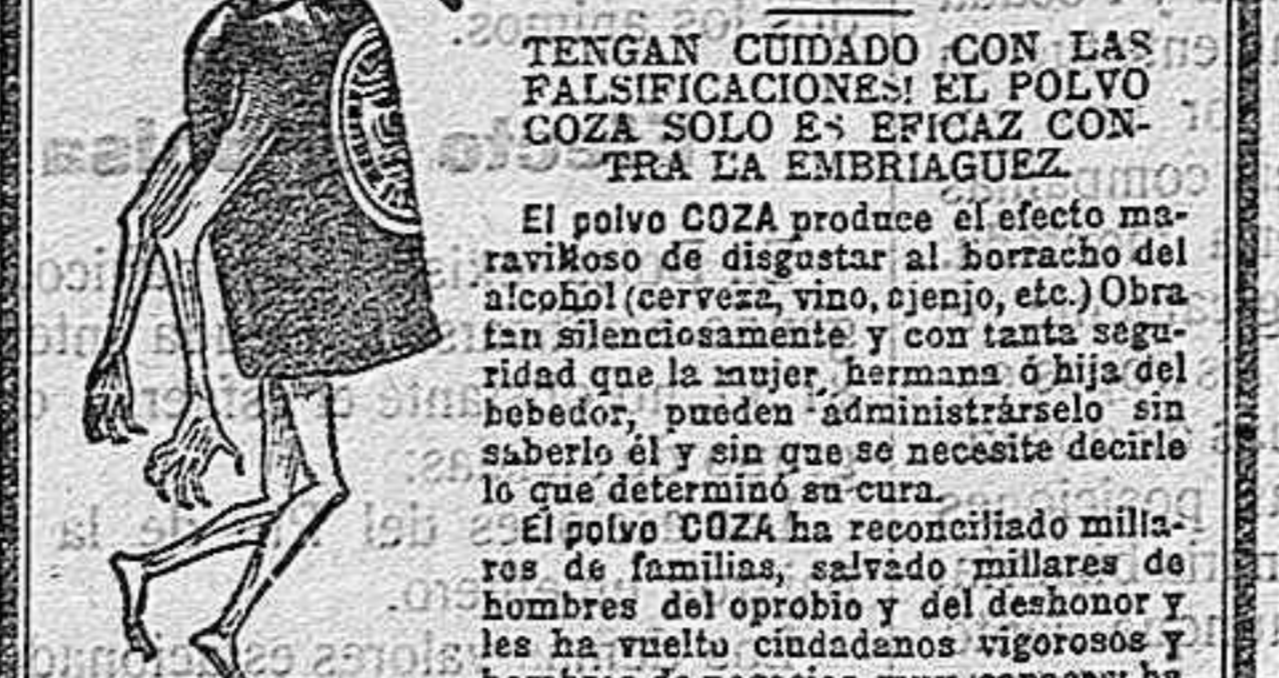 TENGAN CUIDADO CON LAS
FALSIFICACIONES! EL POLVO
COZA SOLO ES EFICAZ CON-
TRA LA EMBRIAGUEZ
El polvo COZA produce el efecto ma-
ravilloso de disgustar al borracho del
alcohol (cerveza, vino, ajenjo, etc.) Obra
tan silenciosamente y con tanta segu-
ridad que la mujer, hermana ó hija del
bebedor, pueden administrárselo sin
saberlo él y sin que se necesite decirle
lo que determinó su cura.
El polvo COZA ha reconciliado milla-
res de familias, salvado millares de
hombres del oprobio y del deshonor y
les ha vuelto ciudadanos vigorosos y